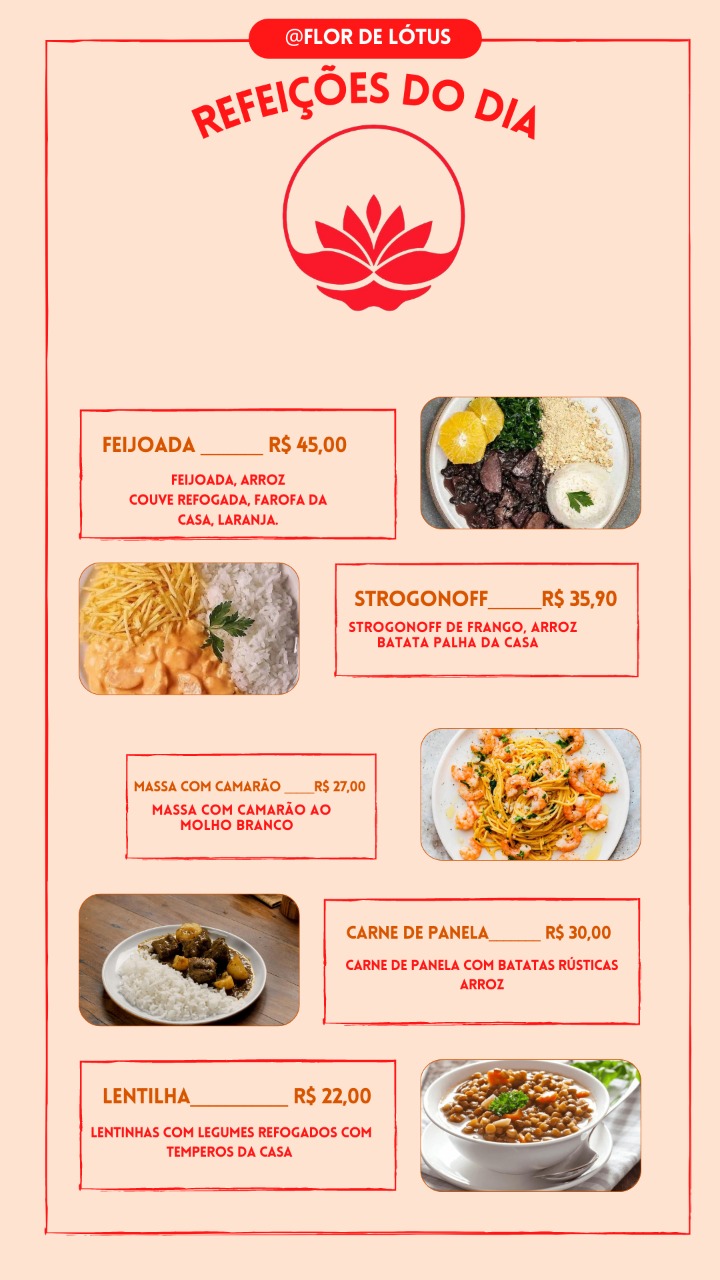 @FLOR DE LÓTUS
REFEIÇÕES DO DIA
FEIJOADA ______ R$ 45,00
FEIJOADA, ARROZ
COUVE REFOGADA, FAROFA DA
CASA, LARANJA.
STROGONOFF_____R$ 35,90
STROGONOFF DE FRANGO, ARROZ
BATATA PALHA DA CASA
MASSA COM CAMARÃO ____R$ 27,00
MASSA COM CAMARÃO AO
MOLHO BRANCO
CARNE DE PANELA______ R$ 30,00
CARNE DE PANELA COM BATATAS RÚSTICAS
ARROZ
LENTILHA__________ R$ 22,00
LENTINHAS COM LEGUMES REFOGADOS COM
TEMPEROS DA CASA